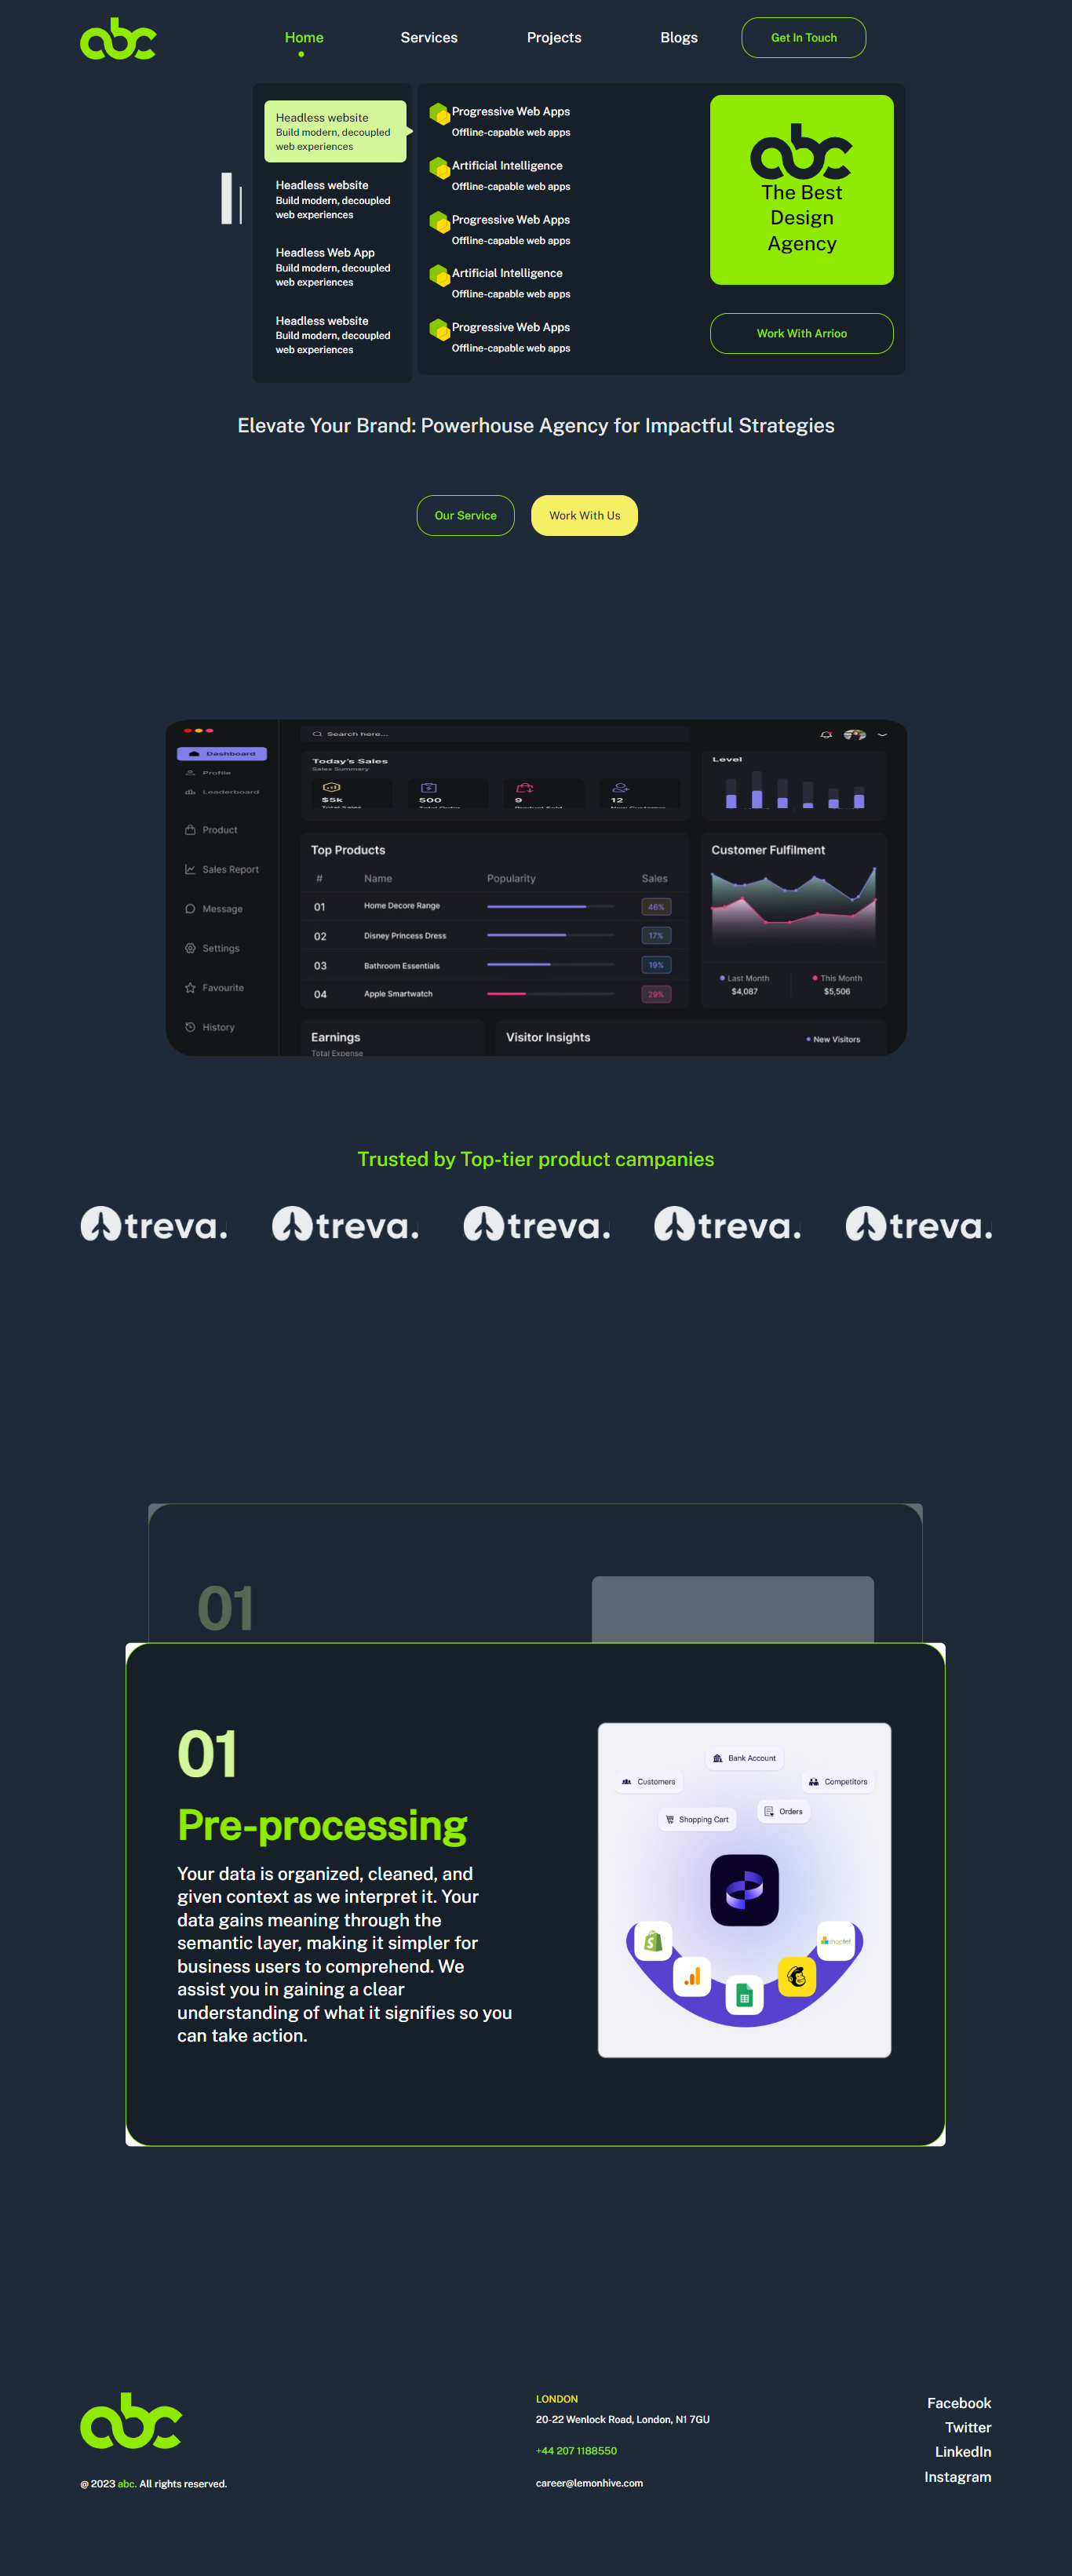 abc
Home
Services
Projects
Blogs
Get In Touch
Headless website
Build modern, decoupled
web experiences
Headless website
Build modern, decoupled
web experiences
Headless Web App
Build modern, decoupled
web experiences
Headless website
Build modern, decoupled
web experiences
Progressive Web Apps
Offline-capable web apps
Artificial Intelligence
Offline-capable web apps
Progressive Web Apps
Offline-capable web apps
Artificial Intelligence
Offline-capable web apps
Progressive Web Apps
Offline-capable web apps
abc
The Best
Design
Agency
Work With Arrioo
Elevate Your Brand: Powerhouse Agency for Impactful Strategies
Our Service
Work With Us
Dashboard
Profile
Leaderboard
Product
Sales Report
Message
Settings
Favourite
History
Search here...
Today's Sales
Sales Summary
$5k
Total Sales
500
Total Order
9
Product Sold
12
New Customer
Level
Top Products
# Name Popularity Sales
01 Home Decore Range 46%
02 Disney Princess Dress 17%
03 Bathroom Essentials 19%
04 Apple Smartwatch 29%
Customer Fulfilment
Last Month
$4,087
This Month
$5,506
Earnings
Total Expense
Visitor Insights
New Visitors
Trusted by Top-tier product campanies
treva.
treva.
treva.
treva.
treva.
01
01
Pre-processing
Your data is organized, cleaned, and
given context as we interpret it. Your
data gains meaning through the
semantic layer, making it simpler for
business users to comprehend. We
assist you in gaining a clear
understanding of what it signifies so you
can take action.
Bank Account
Customers
Competitors
Shopping Cart
Orders
shoptet
abc
@ 2023 abc. All rights reserved.
LONDON
20-22 Wenlock Road, London, N1 7GU
+44 207 1188550
career@lemonhive.com
Facebook
Twitter
LinkedIn
Instagram